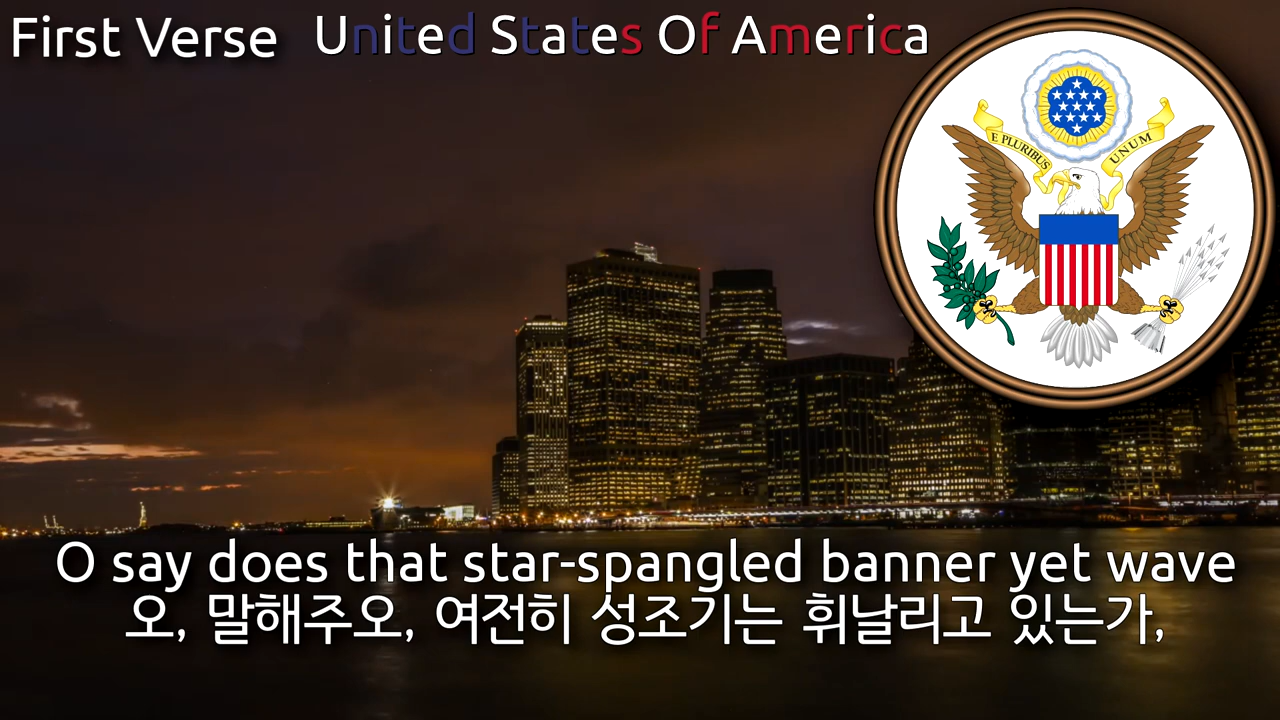 First Verse
United States Of America
E PLURIBUS UNUM
O say does that star-spangled banner yet wave
오, 말해주오, 여전히 성조기는 휘날리고 있는가,